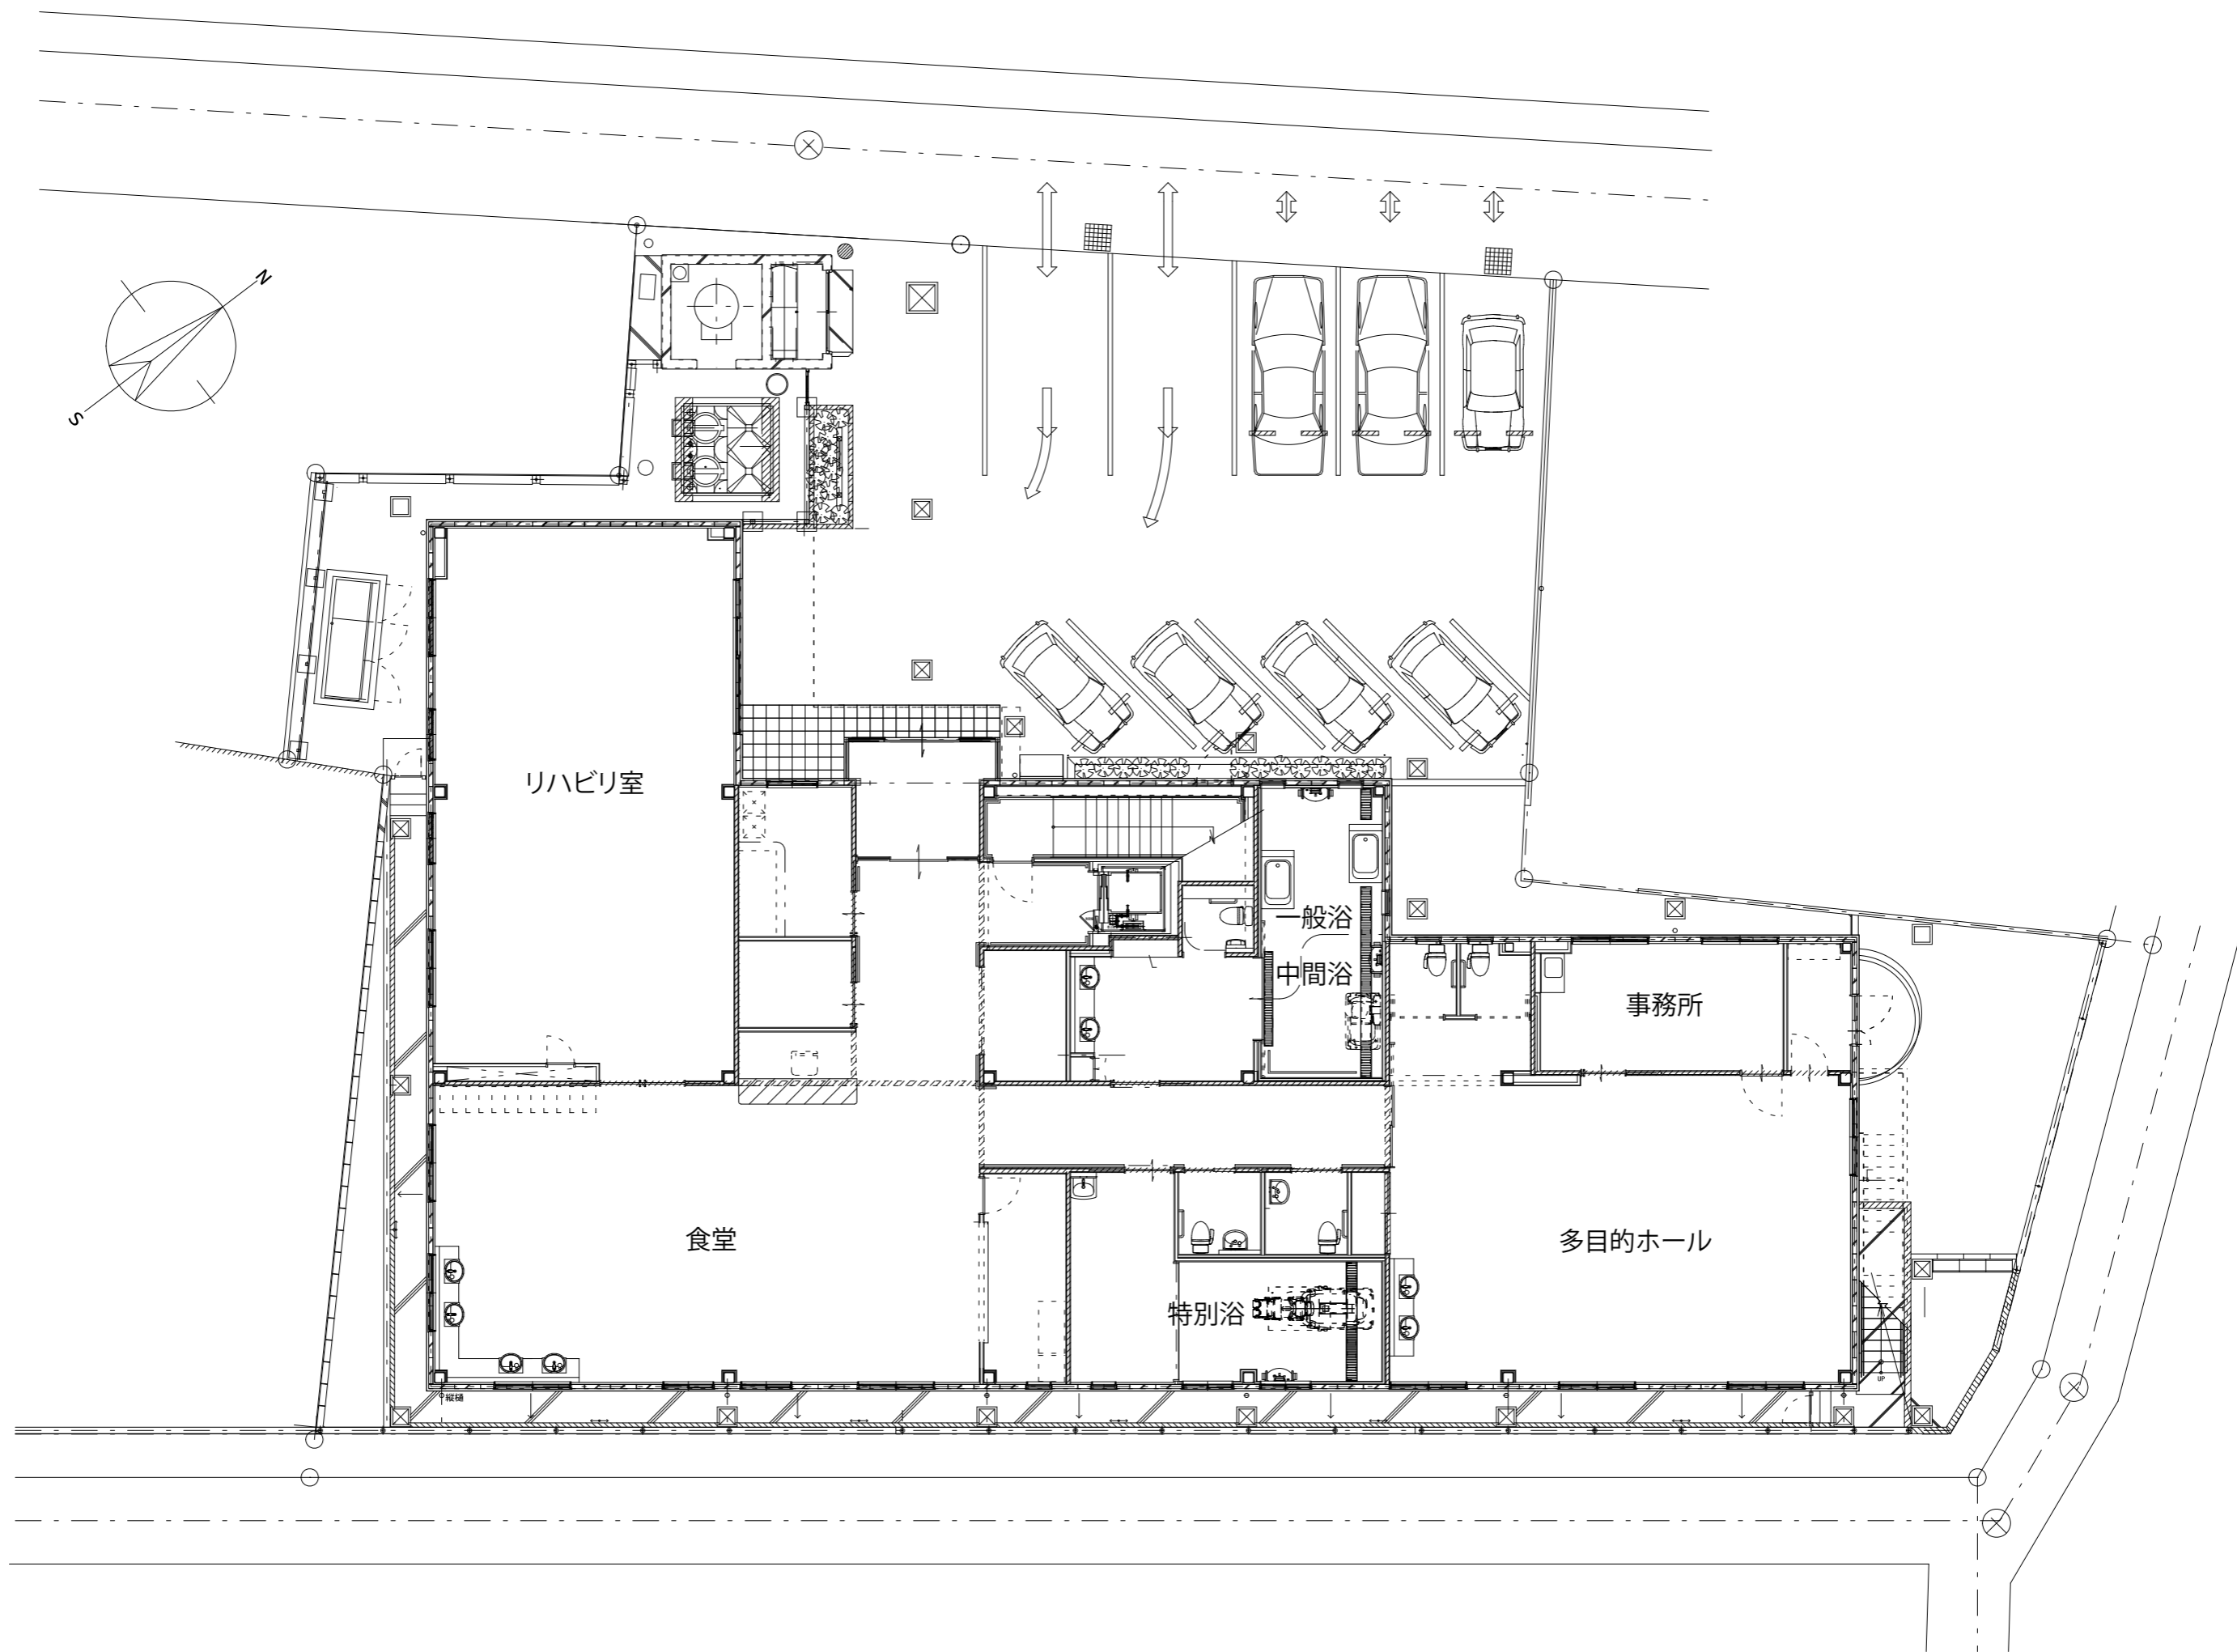 N
S
リハビリ室
一般浴
中間浴
事務所
食堂
多目的ホール
特別浴
縦樋
UP